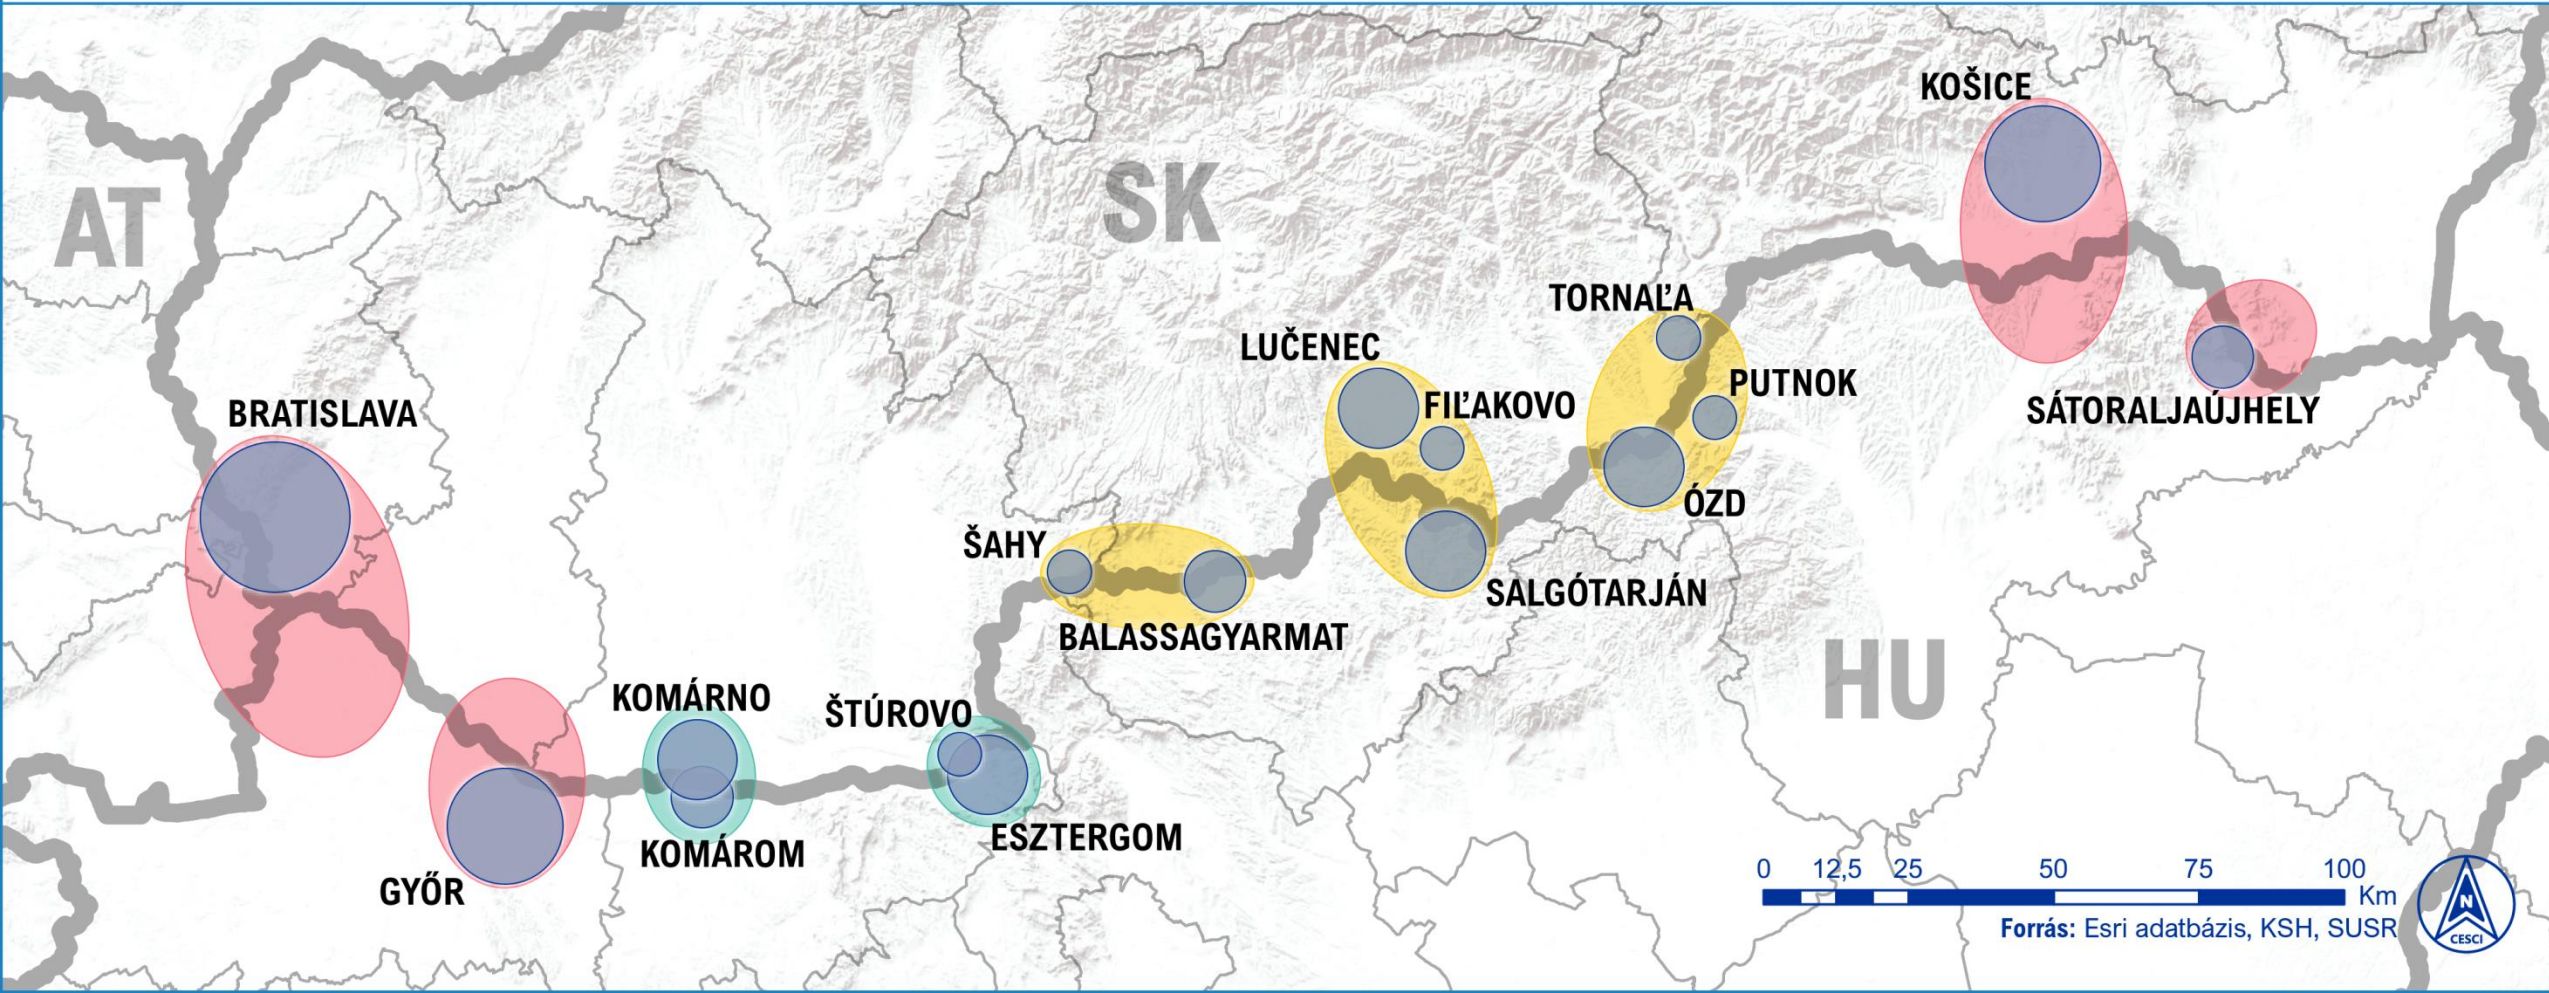 KOŠICE
AT
SK
TORNAĽA
LUČENEC
PUTNOK
FIĽAKOVO
BRATISLAVA
SÁTORALJAÚJHELY
ÓZD
ŠAHY
SALGÓTARJÁN
BALASSAGYARMAT
HU
KOMÁRNO
ŠTÚROVO
ESZTERGOM
KOMÁROM
GYŐR
0 12,5 25 50 75 100
Km
N
Forrás: Esri adatbázis, KSH, SUSR
CESCI